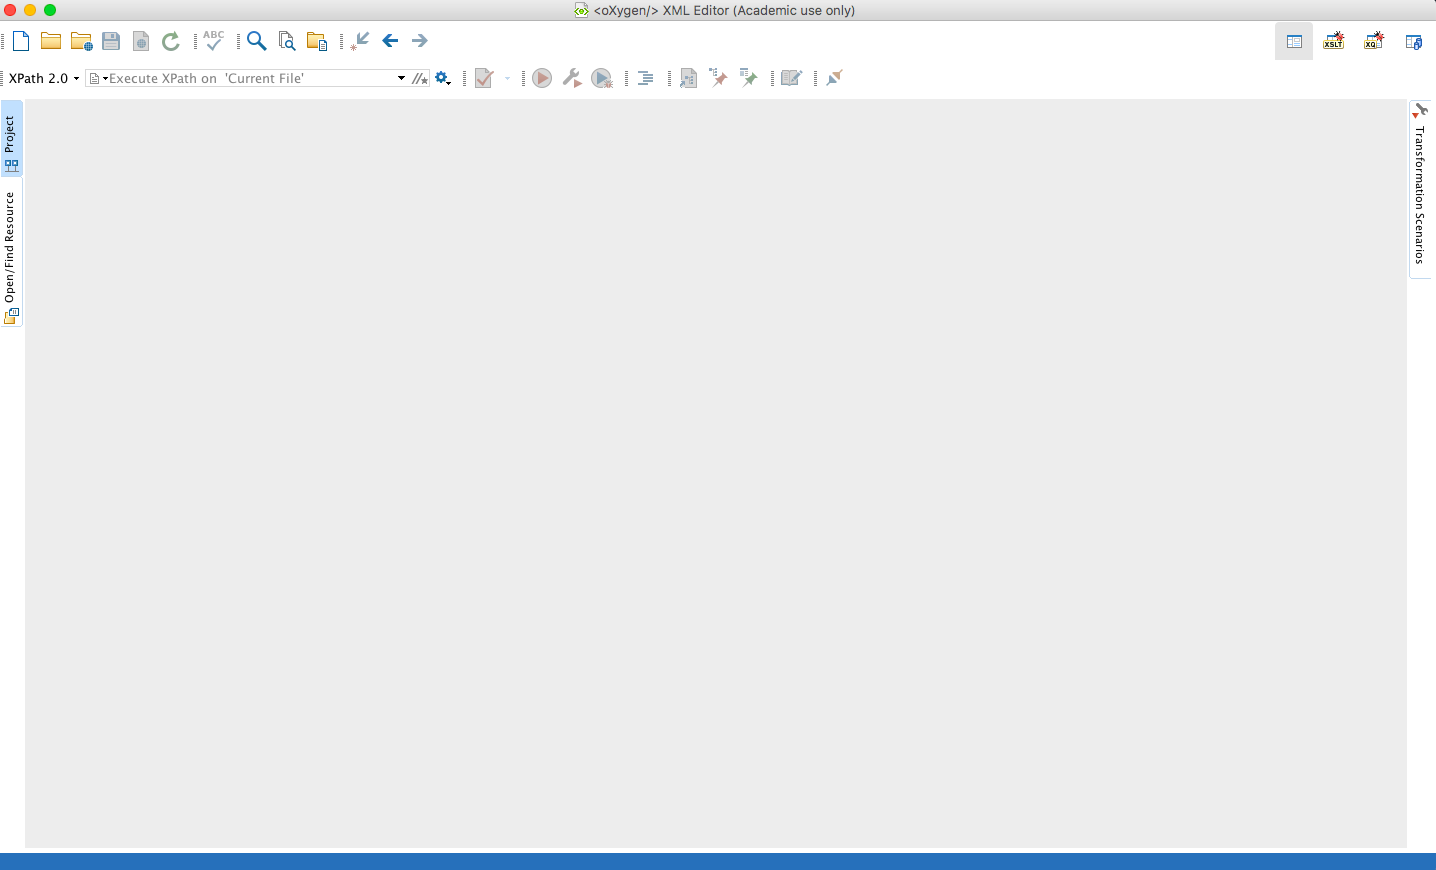 <oXygen/> XML Editor (Academic use only)
ABC
XSLT
XPath 2.0
Execute XPath on 'Current File'
Project
Open/Find Resource
Transformation Scenarios